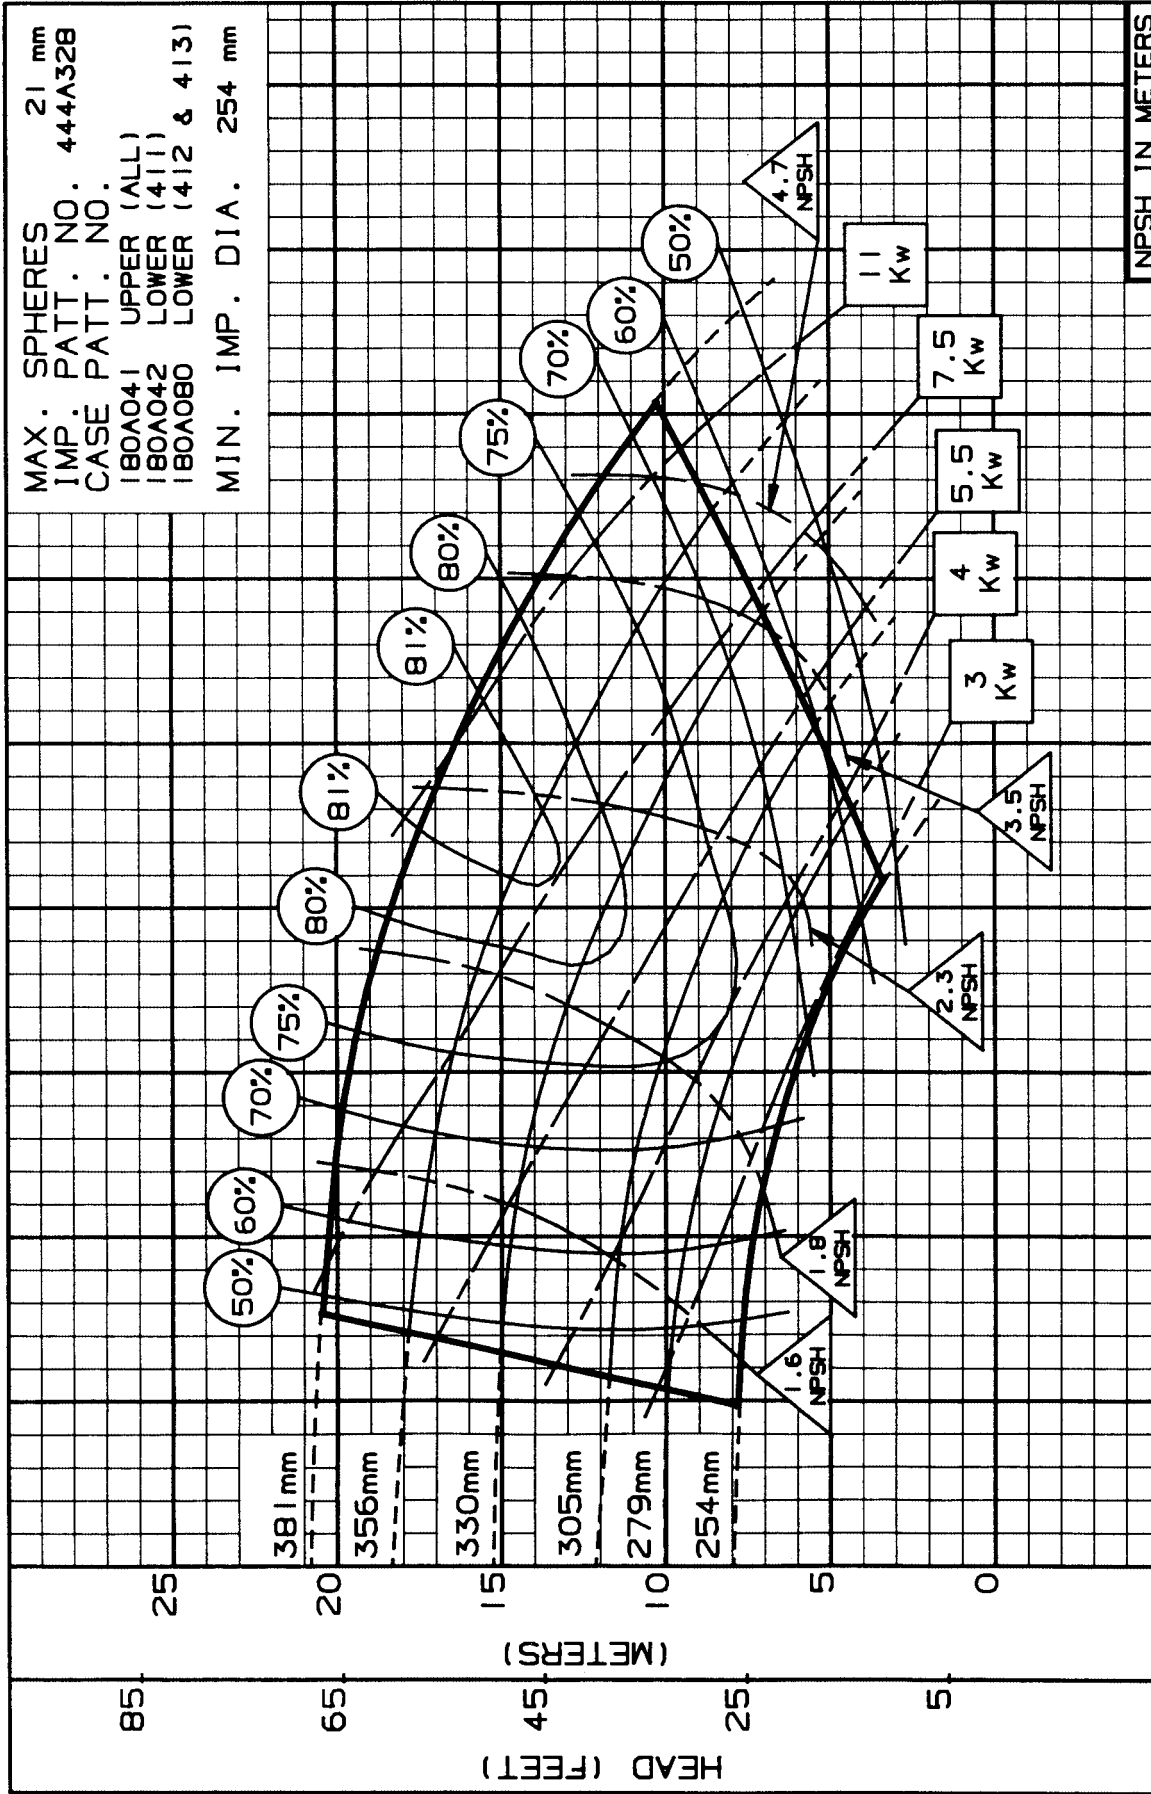 MAX. SPHERES 21 mm
IMP. PATT. NO. 444A328
CASE PATT. NO.
180A041 UPPER (ALL)
180A042 LOWER (411)
180A080 LOWER (412 & 413)
MIN. IMP. DIA. 254 mm
50%
60%
70%
75%
80%
81%
81%
80%
75%
70%
60%
50%
381mm
356mm
330mm
305mm
279mm
254mm
1.6
NPSH
1.8
NPSH
2.3
NPSH
3.5
NPSH
4.7
NPSH
3
Kw
4
Kw
5.5
Kw
7.5
Kw
11
Kw
25
20
15
10
5
0
(METERS)
85
65
45
25
5
HEAD (FEET)
NPSH IN METERS